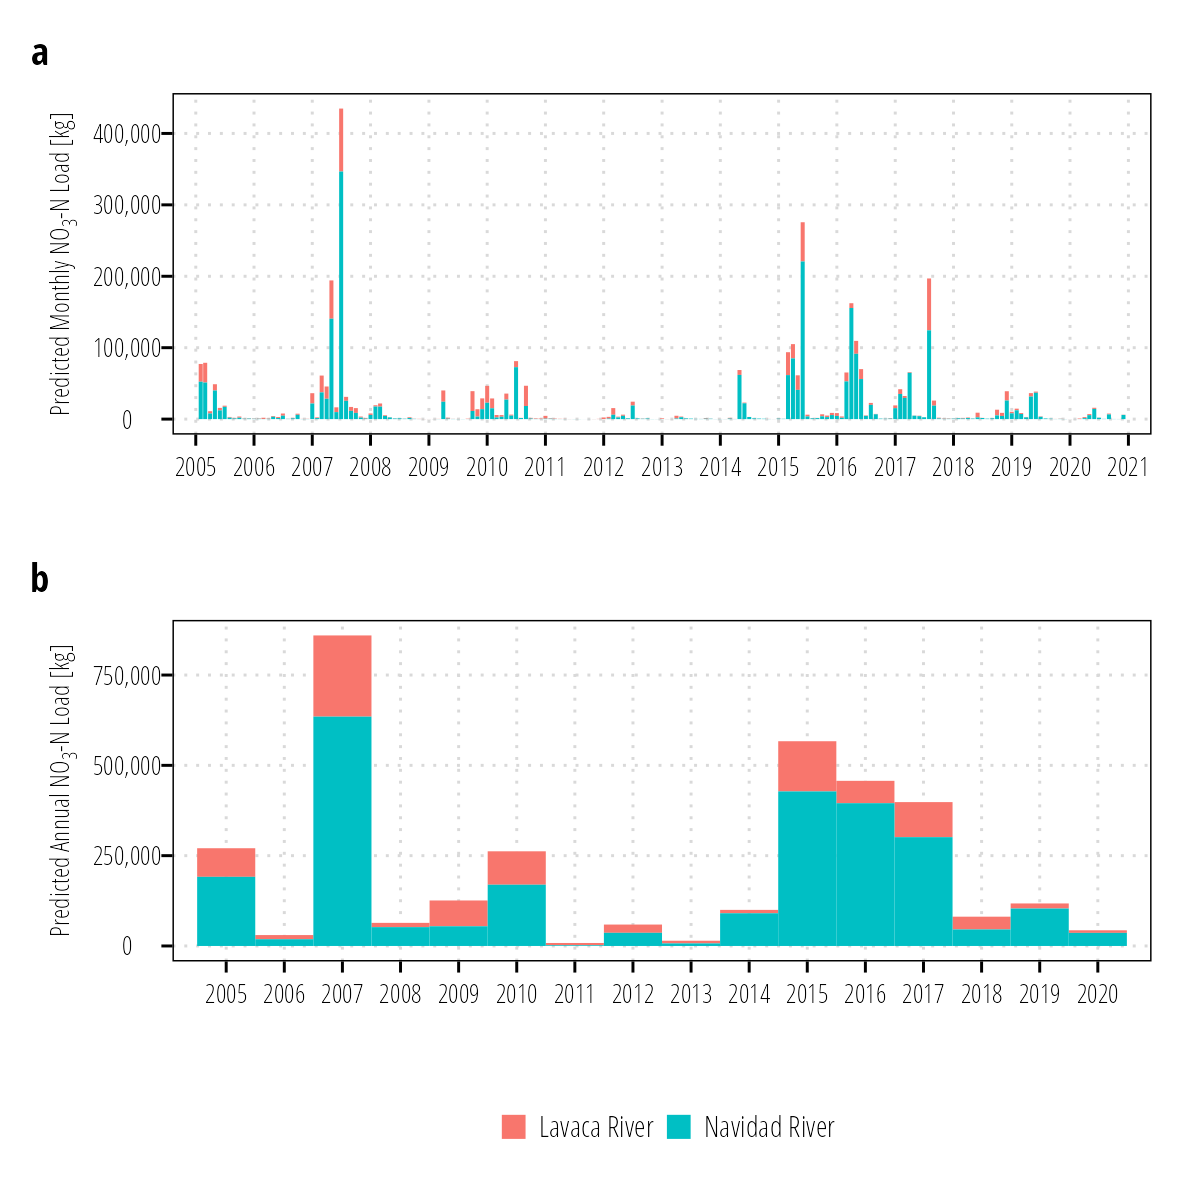 a
Predicted Monthly NO3-N Load [kg]
400,000
300,000
200,000
100,000
0
2005 2006 2007 2008 2009 2010 2011 2012 2013 2014 2015 2016 2017 2018 2019 2020 2021
b
Predicted Annual NO3-N Load [kg]
750,000
500,000
250,000
0
2005 2006 2007 2008 2009 2010 2011 2012 2013 2014 2015 2016 2017 2018 2019 2020
Lavaca River Navidad River